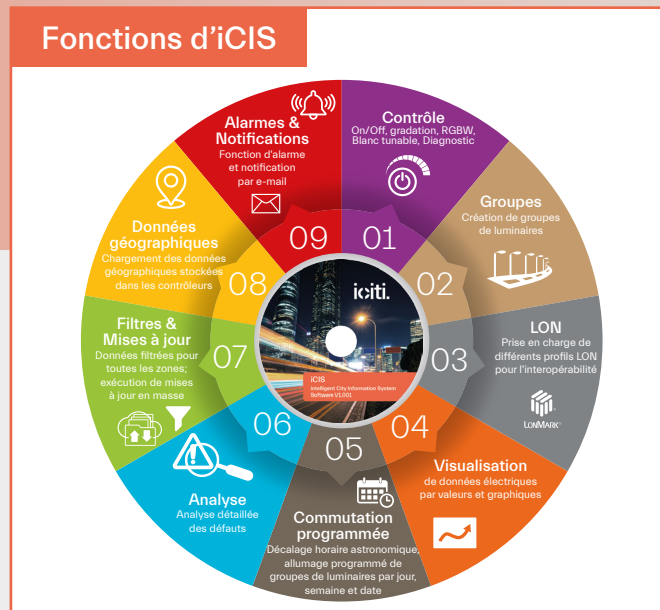 Fonctions d'iCIS
Contrôle
On/Off, gradation, RGBW,
Blanc tunable, Diagnostic
01
Groupes
Création de groupes
de luminaires
02
LON
Prise en charge de
différents profils LON
pour l'interopérabilité
LONMARK®
03
Visualisation
de données électriques
par valeurs et graphiques
04
Commutation
programmée
Décalage horaire astronomique,
allumage programmé de
groupes de luminaires par jour,
semaine et date
05
Analyse
Analyse détaillée
des défauts
06
Filtres &
Mises à jour
Données filtrées pour
toutes les zones;
exécution de mises
à jour en masse
07
Données
géographiques
Chargement des données
géographiques stockées
dans les contrôleurs
08
Alarmes &
Notifications
Fonction d'alarme
et notification
par e-mail
09
iciti.
iCIS
Intelligent City Information System
Software V1.001